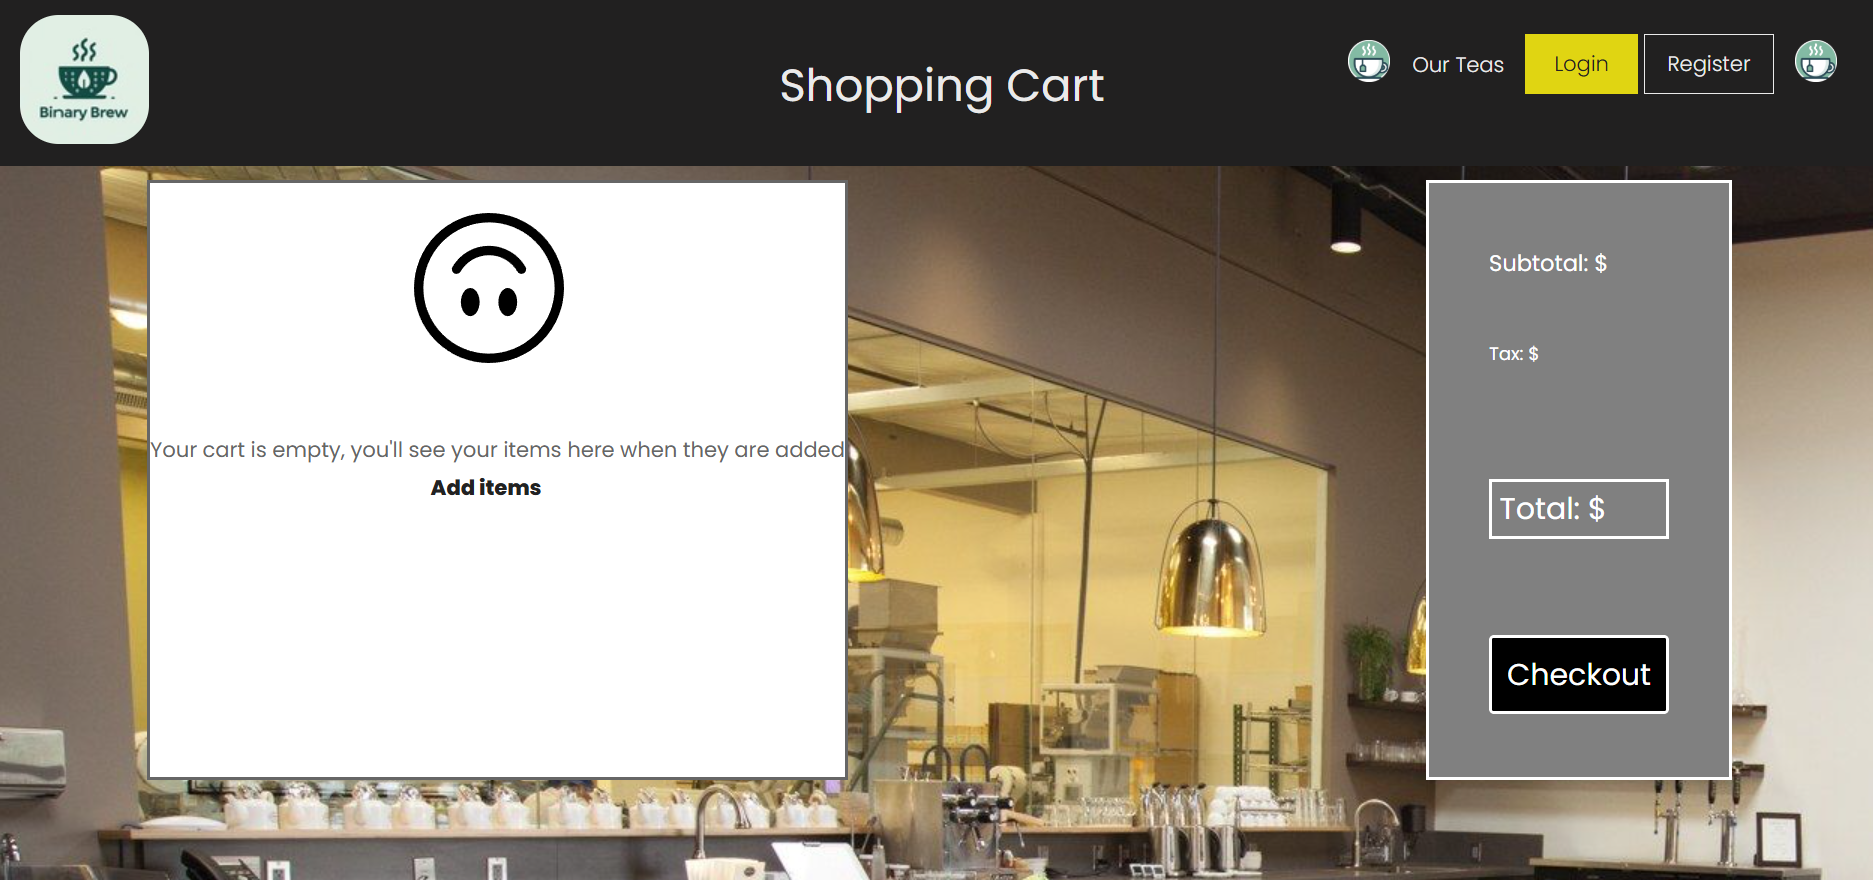 Binary Brew
Shopping Cart
Our Teas
Login
Register
Your cart is empty, you'll see your items here when they are added
Add items
Subtotal: $
Tax: $
Total: $
Checkout